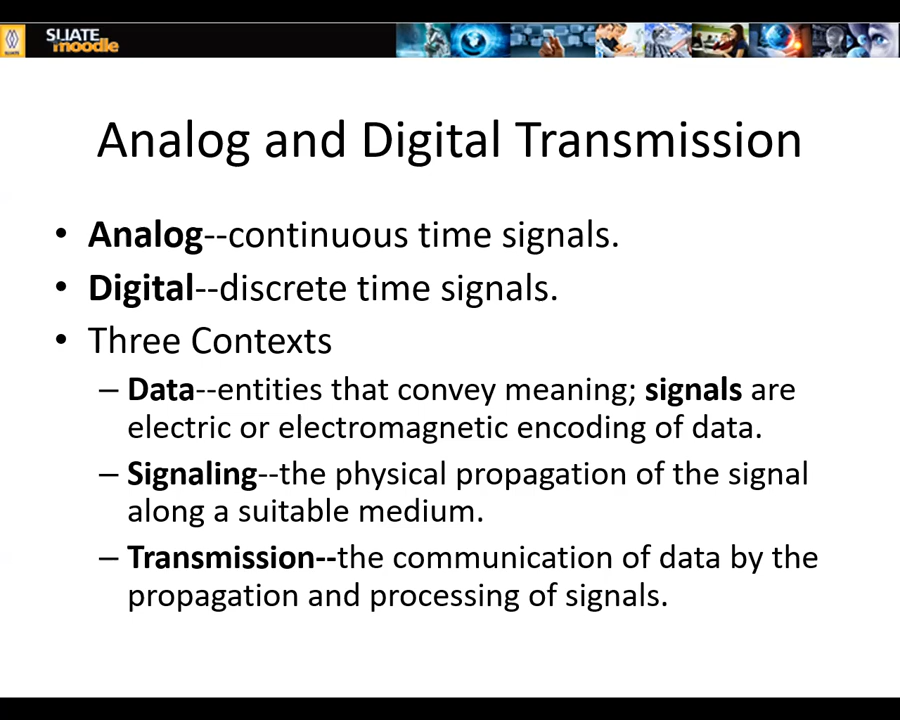 SLIATE
moodle
Analog and Digital Transmission
• Analog--continuous time signals.
• Digital--discrete time signals.
• Three Contexts
– Data--entities that convey meaning; signals are
electric or electromagnetic encoding of data.
– Signaling--the physical propagation of the signal
along a suitable medium.
– Transmission--the communication of data by the
propagation and processing of signals.